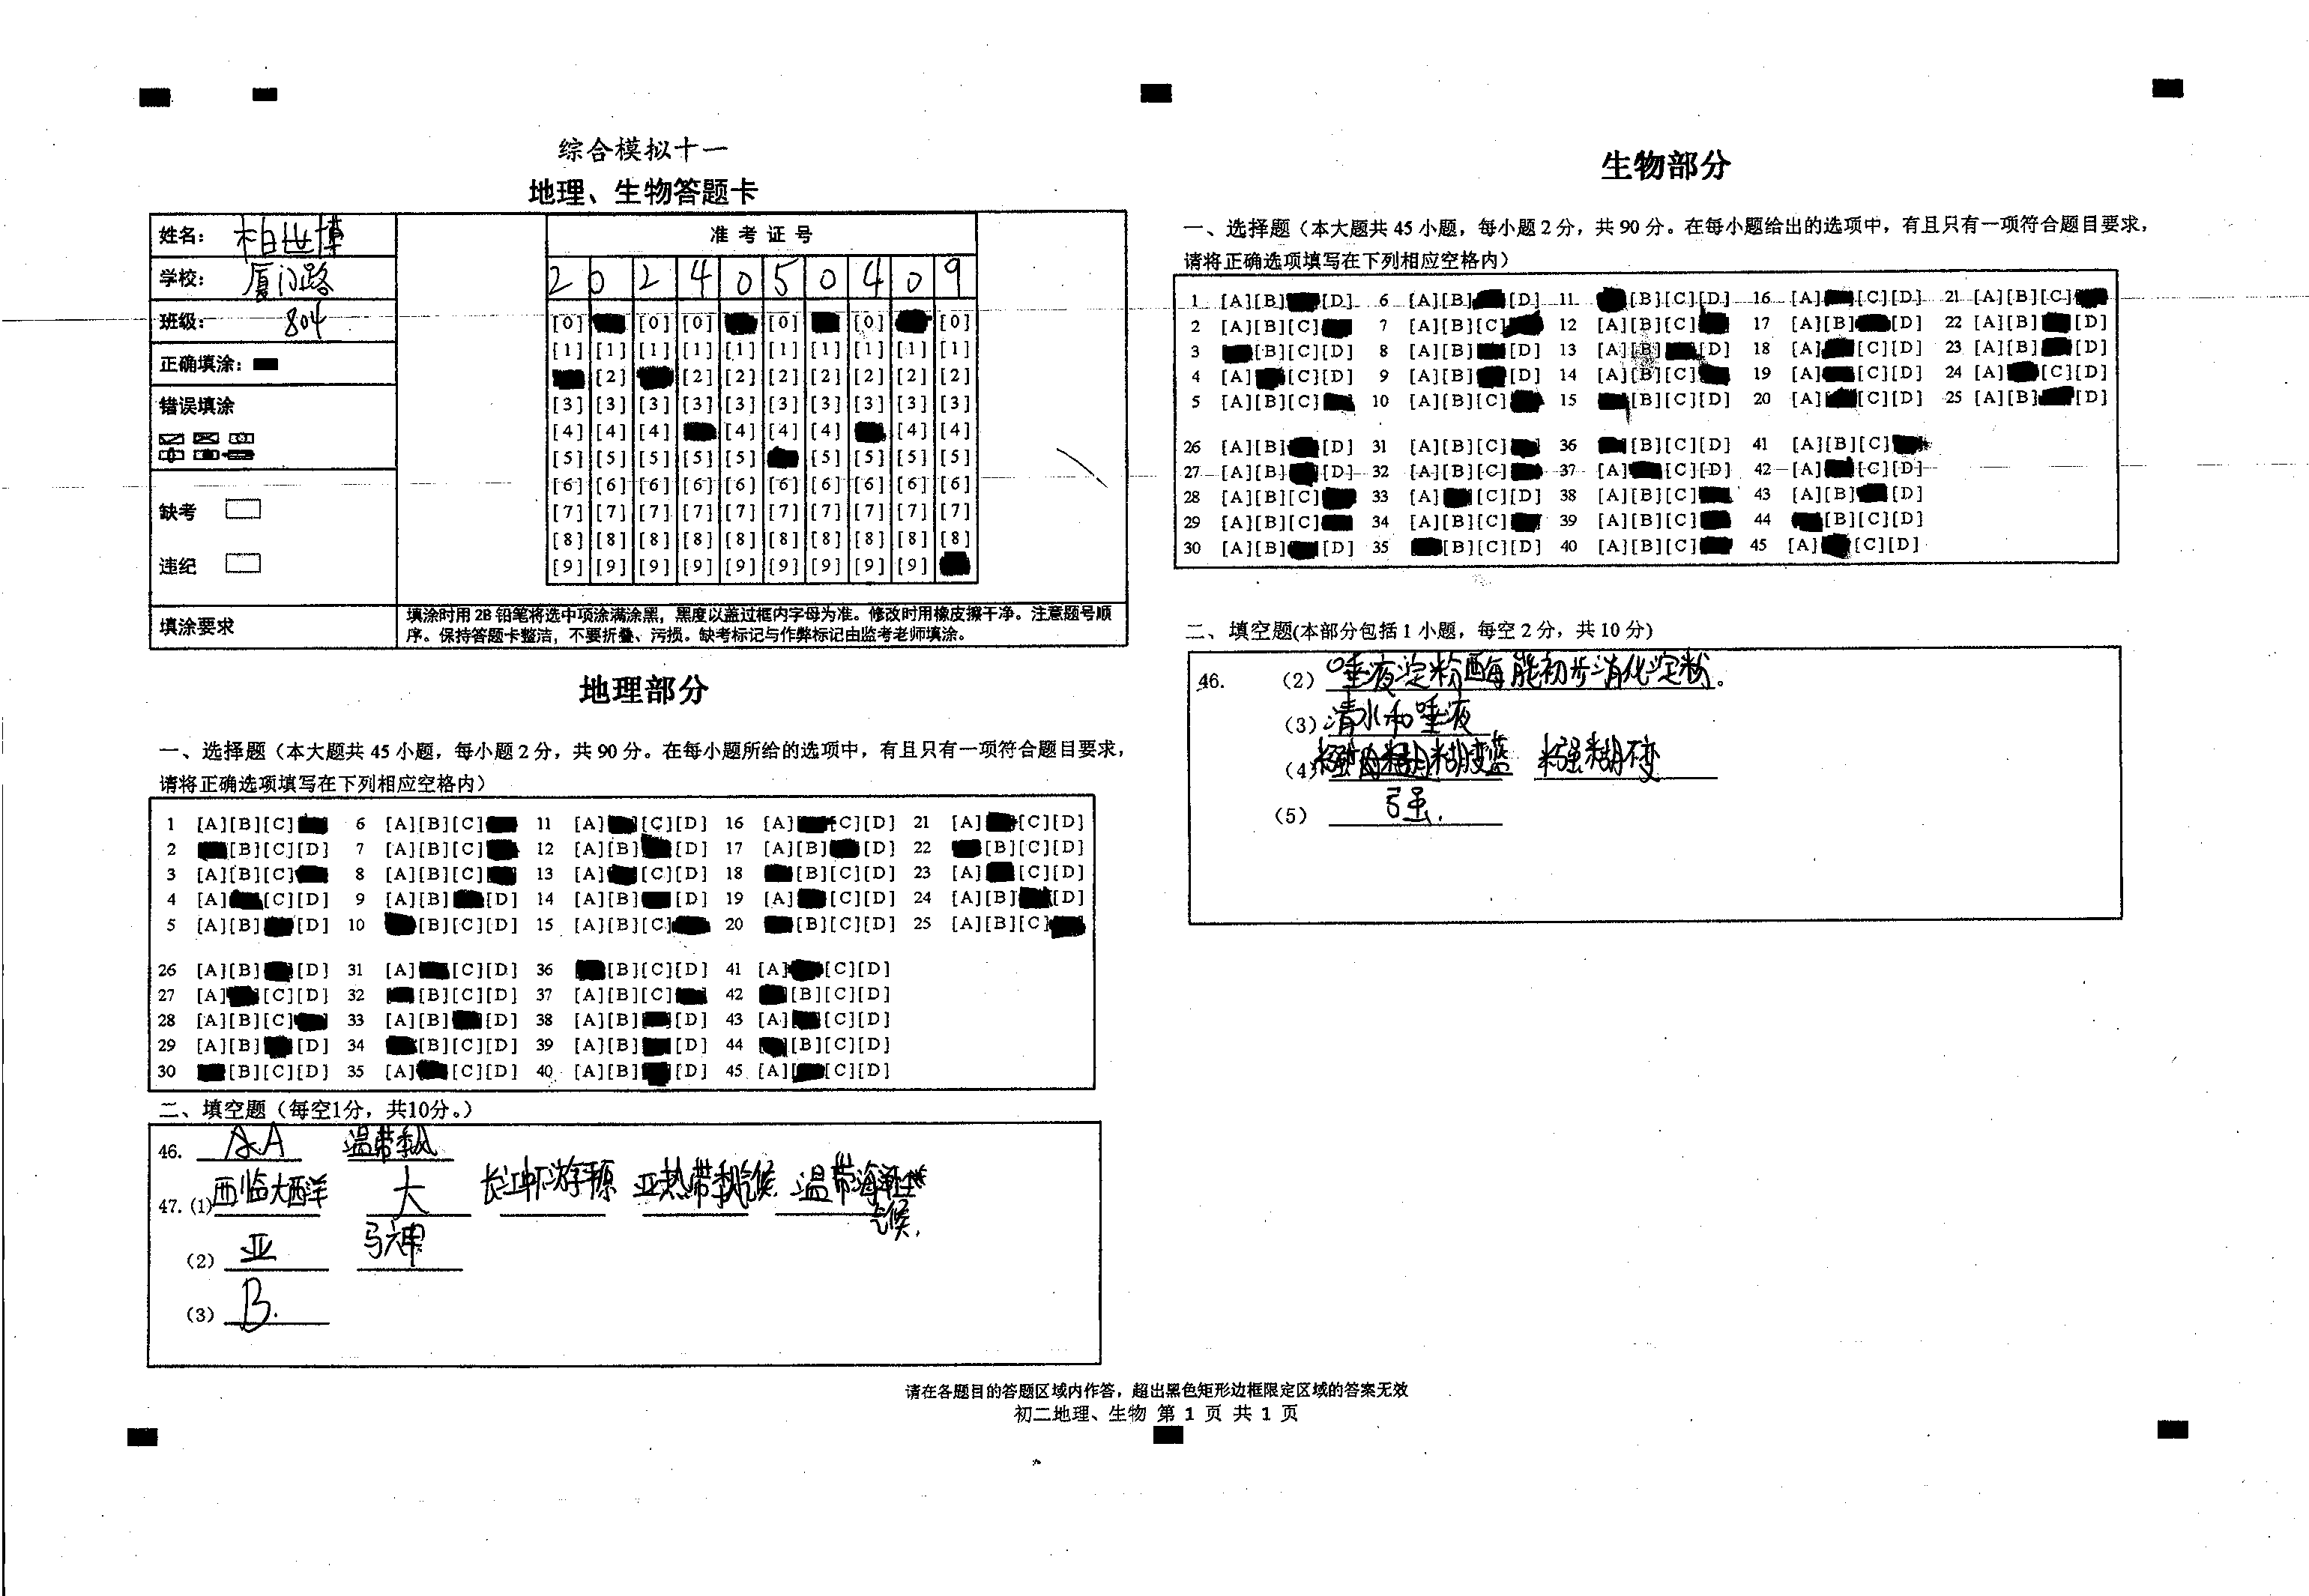 综合模拟十一
地理、生物答题卡
姓名: 柏世博
学校: 厦门路
班级: 804
正确填涂:
错误填涂
缺考
违纪
准考证号
2 0 2 4 0 5 0 4 0 9
[0] [0] [0] [0] [0] [0]
[1] [1] [1] [1] [1] [1] [1] [1] [1] [1]
[2] [2] [2] [2] [2] [2] [2] [2]
[3] [3] [3] [3] [3] [3] [3] [3] [3] [3]
[4] [4] [4] [4] [4] [4] [4] [4]
[5] [5] [5] [5] [5] [5] [5] [5] [5]
[6] [6] [6] [6] [6] [6] [6] [6] [6] [6]
[7] [7] [7] [7] [7] [7] [7] [7] [7] [7]
[8] [8] [8] [8] [8] [8] [8] [8] [8] [8]
[9] [9] [9] [9] [9] [9] [9] [9] [9]
填涂要求
填涂时用 2B 铅笔将选中项涂满涂黑，黑度以盖过框内字母为准。修改时用橡皮擦干净。注意题号顺
序。保持答题卡整洁，不要折叠、污损。缺考标记与作弊标记由监考老师填涂。
地理部分
一、选择题（本大题共 45 小题，每小题 2 分，共 90 分。在每小题所给的选项中，有且只有一项符合题目要求，
请将正确选项填写在下列相应空格内）
1 [A][B][C] 6 [A][B][C] 11 [A] [C][D] 16 [A] [C][D] 21 [A] [C][D]
2 [B][C][D] 7 [A][B][C] 12 [A][B] [D] 17 [A][B] [D] 22 [B][C][D]
3 [A][B][C] 8 [A][B][C] 13 [A] [C][D] 18 [B][C][D] 23 [A] [C][D]
4 [A] [C][D] 9 [A][B] [D] 14 [A][B] [D] 19 [A] [C][D] 24 [A][B] [D]
5 [A][B] [D] 10 [B][C][D] 15 [A][B][C] 20 [B][C][D] 25 [A][B][C]
26 [A][B] [D] 31 [A] [C][D] 36 [B][C][D] 41 [A] [C][D]
27 [A] [C][D] 32 [B][C][D] 37 [A][B][C] 42 [B][C][D]
28 [A][B][C] 33 [A][B] [D] 38 [A][B] [D] 43 [A] [C][D]
29 [A][B] [D] 34 [B][C][D] 39 [A][B] [D] 44 [B][C][D]
30 [B][C][D] 35 [A] [C][D] 40 [A][B] [D] 45 [A] [C][D]
二、填空题（每空1分，共10分。）
46. A 温带季风
47. (1) 西临大西洋 大 长江中下游平原 亚热带季风气候 温带海洋性
气候.
(2) 亚 马六甲
(3) B.
生物部分
一、选择题（本大题共 45 小题，每小题 2 分，共 90 分。在每小题给出的选项中，有且只有一项符合题目要求，
请将正确选项填写在下列相应空格内）
1 [A][B] [D] 6 [A][B] [D] 11 [B][C][D] 16 [A] [C][D] 21 [A][B][C]
2 [A][B][C] 7 [A][B][C] 12 [A][B][C] 17 [A][B] [D] 22 [A][B] [D]
3 [B][C][D] 8 [A][B] [D] 13 [A][B] [D] 18 [A] [C][D] 23 [A][B] [D]
4 [A] [C][D] 9 [A][B] [D] 14 [A][B][C] 19 [A] [C][D] 24 [A] [C][D]
5 [A][B][C] 10 [A][B][C] 15 [B][C][D] 20 [A] [C][D] 25 [A][B] [D]
26 [A][B] [D] 31 [A][B][C] 36 [B][C][D] 41 [A][B][C]
27 [A][B] [D] 32 [A][B][C] 37 [A] [C][D] 42 [A] [C][D]
28 [A][B][C] 33 [A] [C][D] 38 [A][B][C] 43 [A][B] [D]
29 [A][B][C] 34 [A][B][C] 39 [A][B][C] 44 [B][C][D]
30 [A][B] [D] 35 [B][C][D] 40 [A][B][C] 45 [A] [C][D]
二、填空题(本部分包括 1 小题，每空 2 分，共 10 分)
46. (2) 唾液淀粉酶能初步消化淀粉。
(3) 清水和唾液
(4) 糊变蓝 糨糊不变
(5) 强.
请在各题目的答题区域内作答，超出黑色矩形边框限定区域的答案无效
初二地理、生物 第 1 页 共 1 页